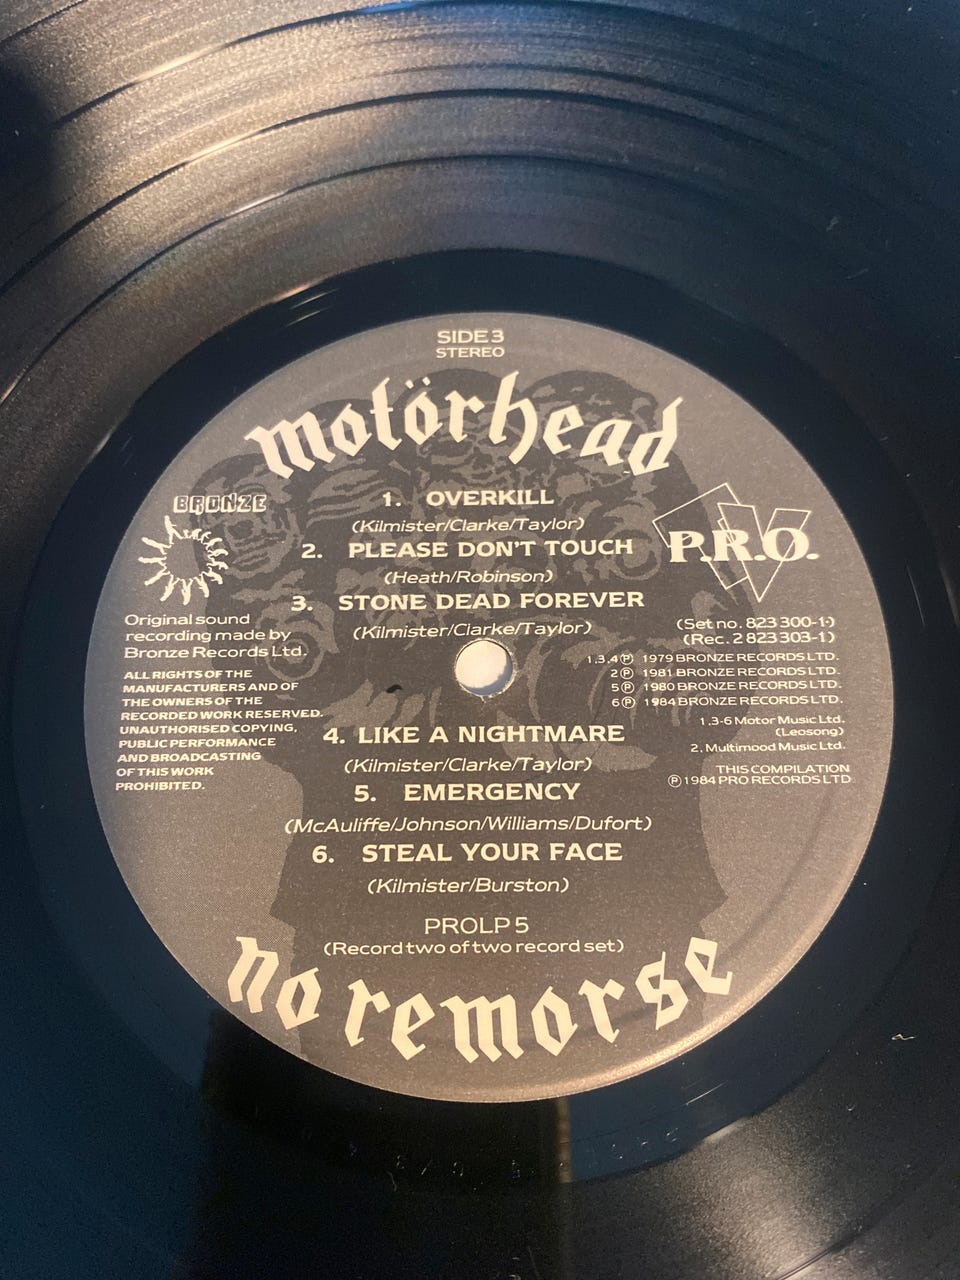 SIDE 3
STEREO
motörhead
BRONZE
P.R.O.
1. OVERKILL
(Kilmister/Clarke/Taylor)
2. PLEASE DON'T TOUCH
(Heath/Robinson)
3. STONE DEAD FOREVER
(Kilmister/Clarke/Taylor)
Original sound
recording made by
Bronze Records Ltd.
ALL RIGHTS OF THE
MANUFACTURERS AND OF
THE OWNERS OF THE
RECORDED WORK RESERVED.
UNAUTHORISED COPYING,
PUBLIC PERFORMANCE
AND BROADCASTING
OF THIS WORK
PROHIBITED.
(Set no. 823 300-1)
(Rec. 2 823 303-1)
1.3.4 ℗ 1979 BRONZE RECORDS LTD.
2 ℗ 1981 BRONZE RECORDS LTD.
5 ℗ 1980 BRONZE RECORDS LTD.
6 ℗ 1984 BRONZE RECORDS LTD.
1.3-6 Motor Music Ltd.
(Leosong)
2. Multimood Music Ltd.
THIS COMPILATION
℗ 1984 PRO RECORDS LTD
4. LIKE A NIGHTMARE
(Kilmister/Clarke/Taylor)
5. EMERGENCY
(McAuliffe/Johnson/Williams/Dufort)
6. STEAL YOUR FACE
(Kilmister/Burston)
PROLP 5
(Record two of two record set)
no remorse